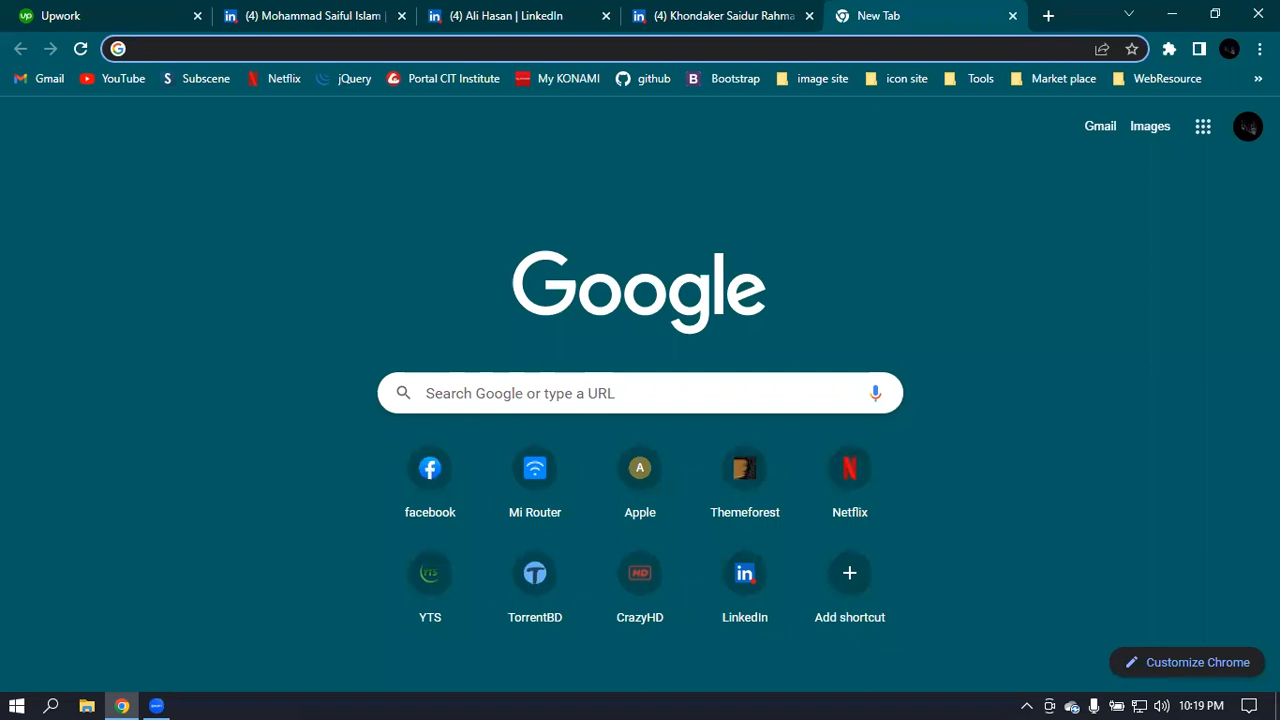 Upwork
(4) Mohammad Saiful Islam |
(4) Ali Hasan | LinkedIn
(4) Khondaker Saidur Rahma
New Tab
Gmail
YouTube
Subscene
Netflix
jQuery
Portal CIT Institute
My KONAMI
github
Bootstrap
image site
icon site
Tools
Market place
WebResource
»
Gmail
Images
Google
Search Google or type a URL
facebook
Mi Router
A
Apple
Themeforest
Netflix
YTS
YTS
TorrentBD
HD
CrazyHD
in
LinkedIn
Add shortcut
Customize Chrome
10:19 PM